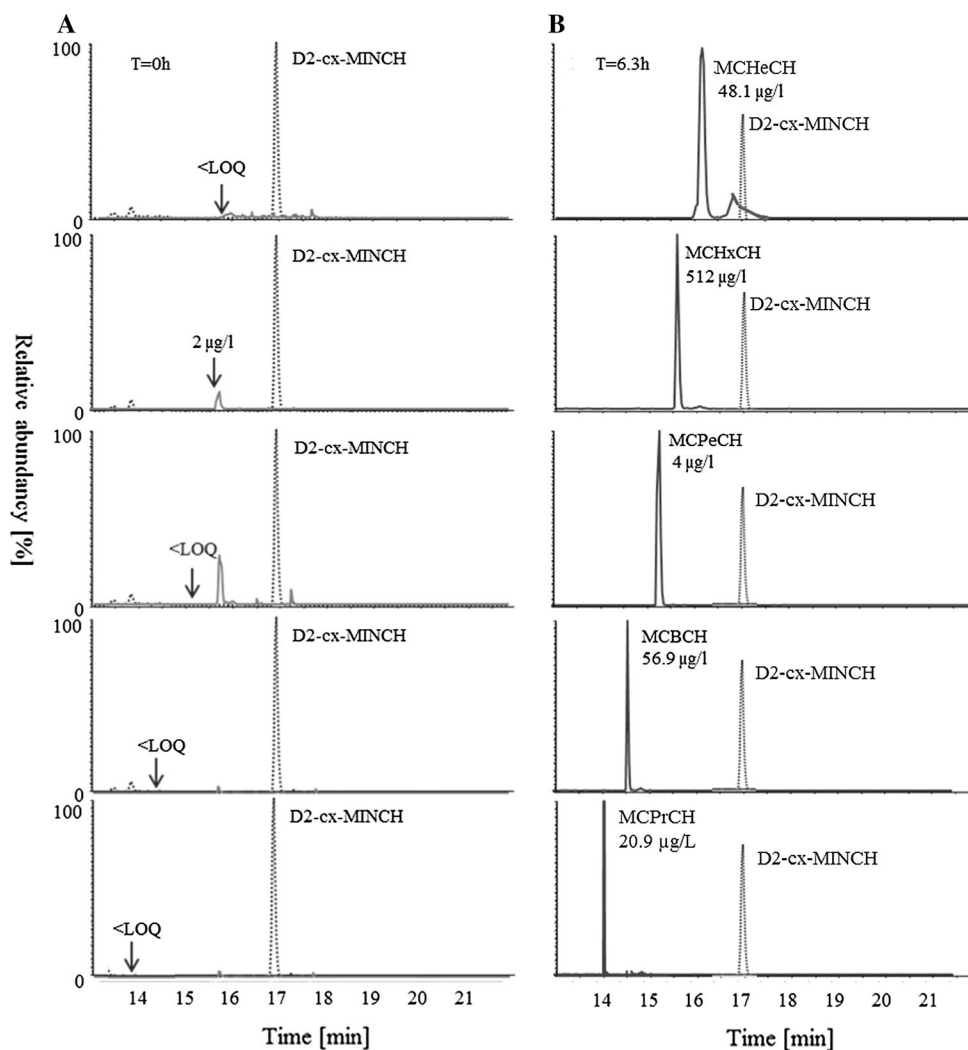 A
100
T=0h
D2-cx-MINCH
<LOQ
0
100
D2-cx-MINCH
2 µg/l
0
100
D2-cx-MINCH
<LOQ
0
100
D2-cx-MINCH
<LOQ
0
100
D2-cx-MINCH
<LOQ
0
14 15 16 17 18 19 20 21
Time [min]
Relative abundancy [%]
B
T=6.3h
MCHeCH
48.1 µg/l
D2-cx-MINCH
MCHxCH
512 µg/l
D2-cx-MINCH
MCPeCH
4 µg/l
D2-cx-MINCH
MCBCH
56.9 µg/l
D2-cx-MINCH
MCPrCH
20.9 µg/L
D2-cx-MINCH
14 15 16 17 18 19 20 21
Time [min]